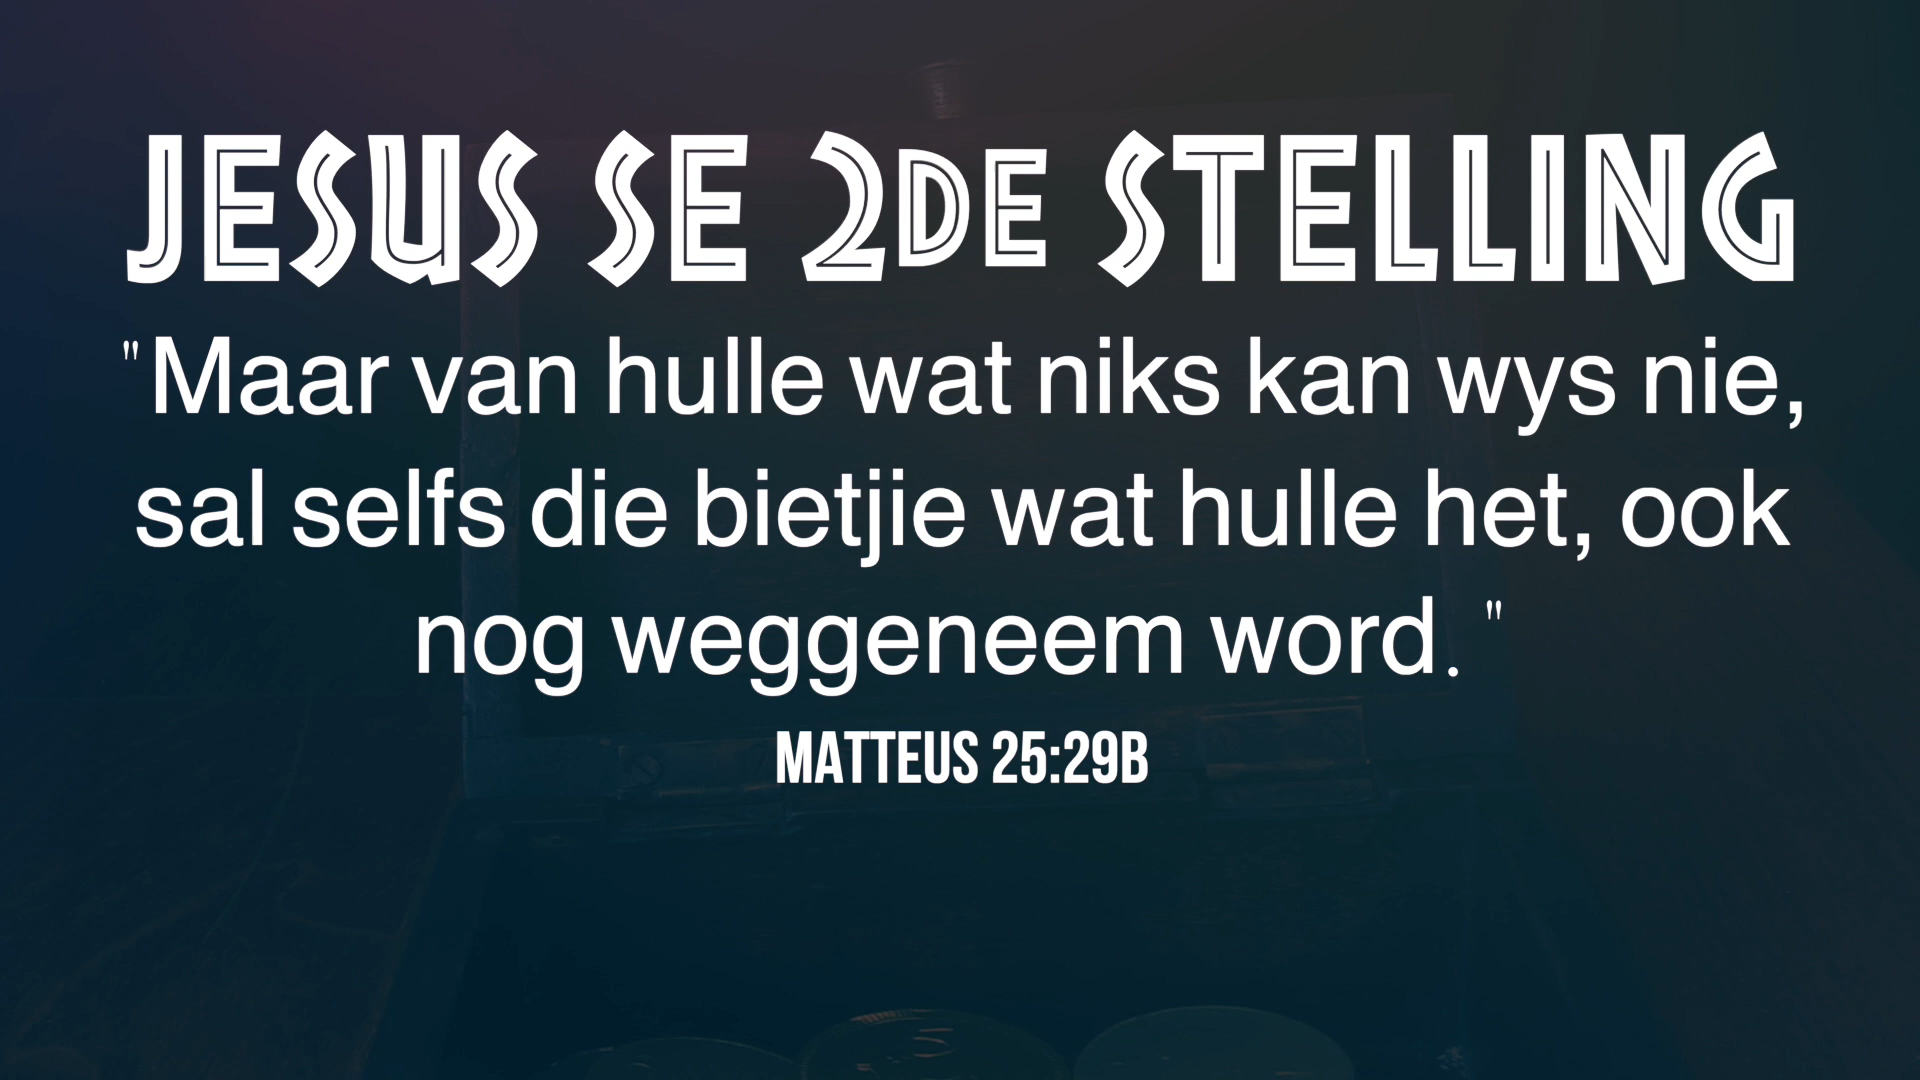 JESUS SE 2DE STELLING
"Maar van hulle wat niks kan wys nie,
sal selfs die bietjie wat hulle het, ook
nog weggeneem word. "
MATTEUS 25:29B